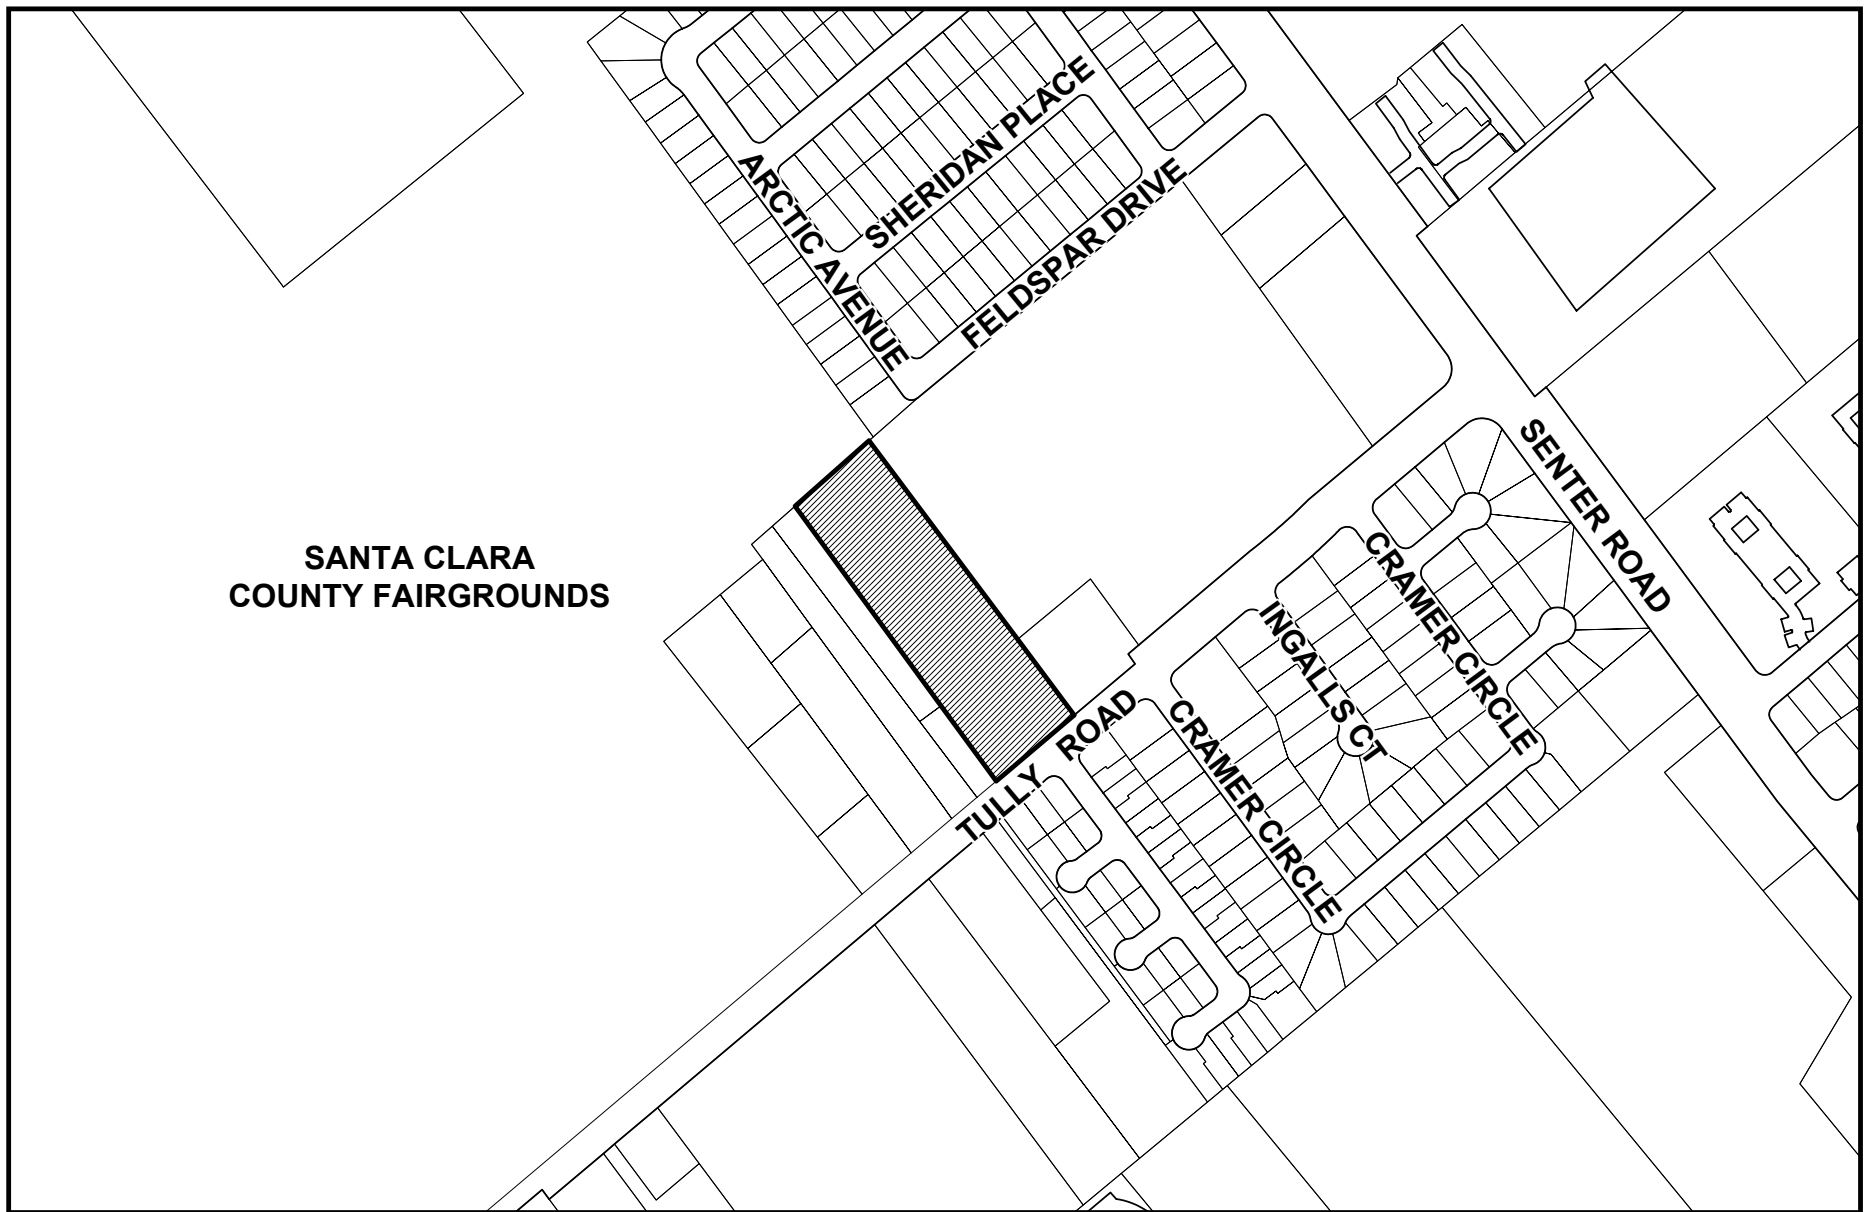 SHERIDAN PLACE
ARCTIC AVENUE
FELDSPAR DRIVE
SENTER ROAD
SANTA CLARA
COUNTY FAIRGROUNDS
CRAMER CIRCLE
INGALLS CT
TULLY ROAD
CRAMER CIRCLE